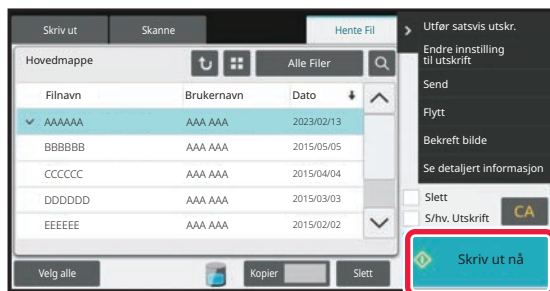 Skriv ut
Skanne
Hente Fil
Hovedmappe
Alle Filer
Filnavn Brukernavn Dato
AAAAAA AAA AAA 2023/02/13
BBBBBB AAA AAA 2015/05/05
CCCCCC AAA AAA 2015/04/04
DDDDDD AAA AAA 2015/03/03
EEEEEE AAA AAA 2015/02/02
Velg alle
Kopier
Slett
Utfør satsvis utskr.
Endre innstilling
til utskrift
Send
Flytt
Bekreft bilde
Se detaljert informasjon
Slett
S/hv. Utskrift
CA
Skriv ut nå